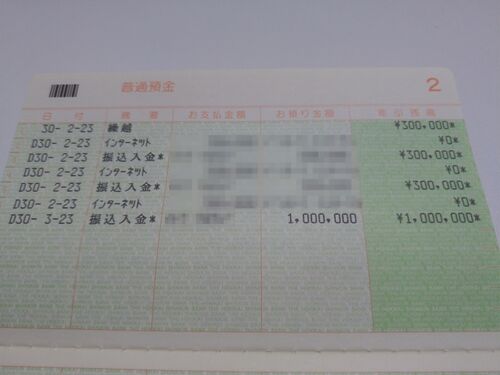 普通預金 2
日付 摘要 お支払金額 お預り金額 差引残高
30- 2-23 繰越 ¥300,000*
D30- 2-23 インターネット ¥0*
D30- 2-23 振込入金* ¥300,000*
D30- 2-23 インターネット ¥0*
D30- 2-23 振込入金* ¥300,000*
D30- 2-23 インターネット ¥0*
D30- 3-23 振込入金* 1,000,000 ¥1,000,000*